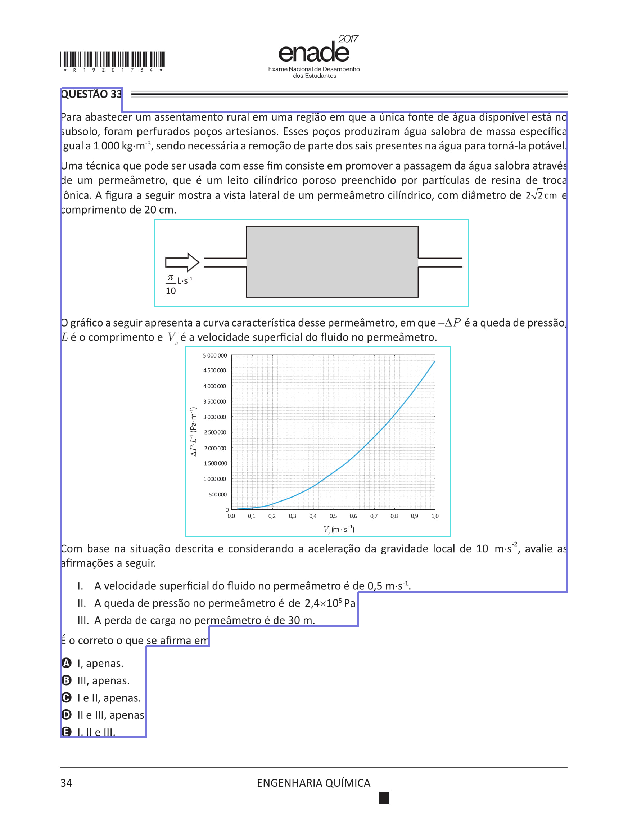 *R19201734*
2017
enade
Exame Nacional de Desempenho
dos Estudantes
QUESTÃO 33
Para abastecer um assentamento rural em uma região em que a única fonte de água disponível está no
subsolo, foram perfurados poços artesianos. Esses poços produziram água salobra de massa específica
igual a 1 000 kg·m⁻³, sendo necessária a remoção de parte dos sais presentes na água para torná-la potável.
Uma técnica que pode ser usada com esse fim consiste em promover a passagem da água salobra através
de um permeâmetro, que é um leito cilíndrico poroso preenchido por partículas de resina de troca
iônica. A figura a seguir mostra a vista lateral de um permeâmetro cilíndrico, com diâmetro de 2√2 cm e
comprimento de 20 cm.
π/10 L·s⁻¹
O gráfico a seguir apresenta a curva característica desse permeâmetro, em que –ΔP é a queda de pressão,
L é o comprimento e Vₛ é a velocidade superficial do fluido no permeâmetro.
5 000 000
4 500 000
4 000 000
3 500 000
3 000 000
2 500 000
2 000 000
1 500 000
1 000 000
500 000
0
-ΔP·L⁻¹ (Pa·m⁻¹)
0,0 0,1 0,2 0,3 0,4 0,5 0,6 0,7 0,8 0,9 1,0
Vₛ (m·s⁻¹)
Com base na situação descrita e considerando a aceleração da gravidade local de 10 m·s⁻², avalie as
afirmações a seguir.
I. A velocidade superficial do fluido no permeâmetro é de 0,5 m·s⁻¹.
II. A queda de pressão no permeâmetro é de 2,4×10⁵ Pa
III. A perda de carga no permeâmetro é de 30 m.
É o correto o que se afirma em
A I, apenas.
B III, apenas.
C I e II, apenas.
D II e III, apenas
E I, II e III.
34
ENGENHARIA QUÍMICA